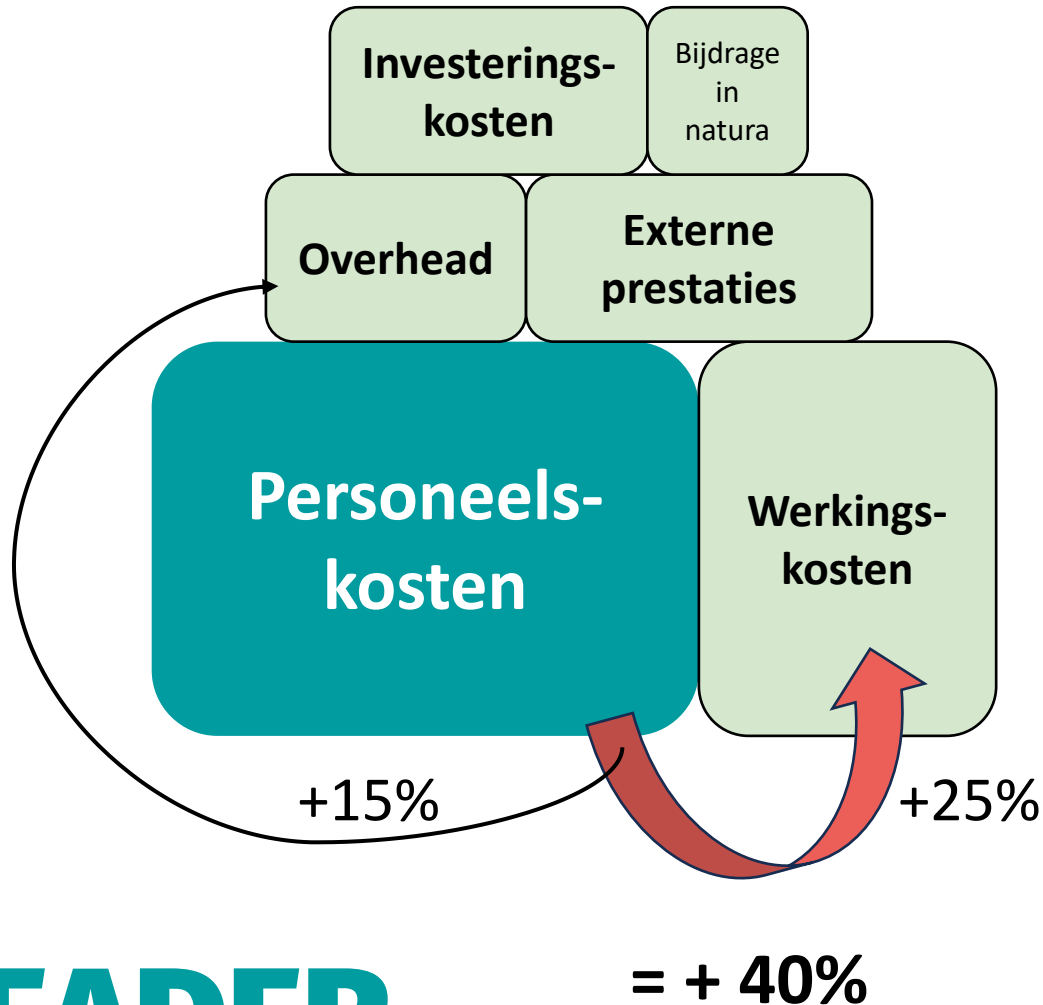 Investerings-
kosten
Bijdrage
in
natura
Overhead
Externe
prestaties
Personeels-
kosten
Werkings-
kosten
+15%
+25%
= + 40%